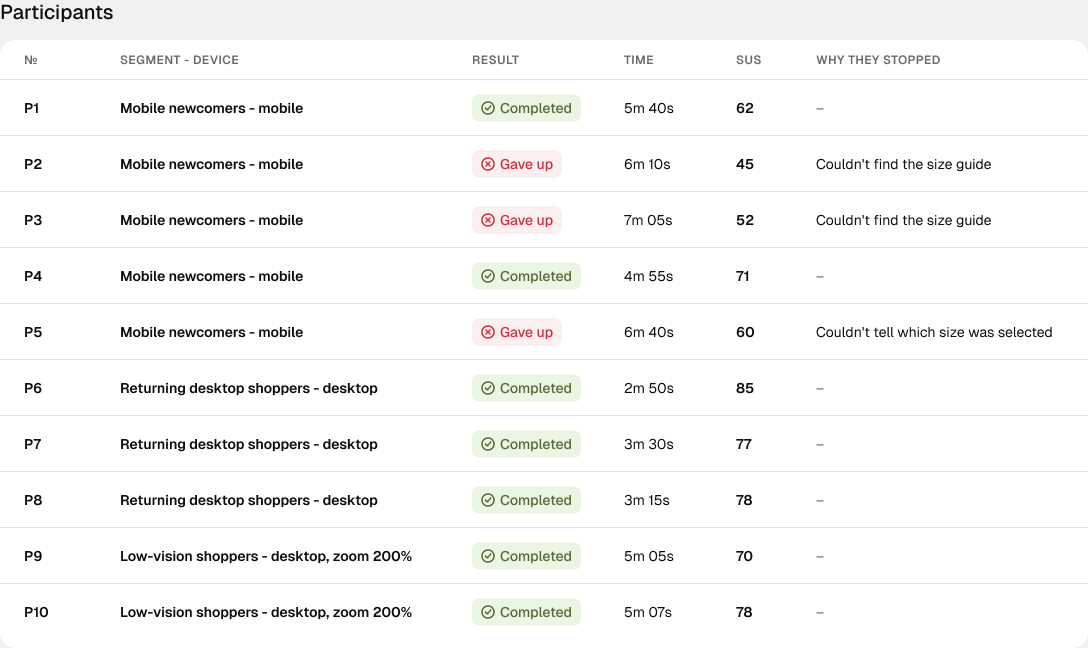 Participants
№ SEGMENT - DEVICE RESULT TIME SUS WHY THEY STOPPED
P1 Mobile newcomers - mobile Completed 5m 40s 62 –
P2 Mobile newcomers - mobile Gave up 6m 10s 45 Couldn't find the size guide
P3 Mobile newcomers - mobile Gave up 7m 05s 52 Couldn't find the size guide
P4 Mobile newcomers - mobile Completed 4m 55s 71 –
P5 Mobile newcomers - mobile Gave up 6m 40s 60 Couldn't tell which size was selected
P6 Returning desktop shoppers - desktop Completed 2m 50s 85 –
P7 Returning desktop shoppers - desktop Completed 3m 30s 77 –
P8 Returning desktop shoppers - desktop Completed 3m 15s 78 –
P9 Low-vision shoppers - desktop, zoom 200% Completed 5m 05s 70 –
P10 Low-vision shoppers - desktop, zoom 200% Completed 5m 07s 78 –